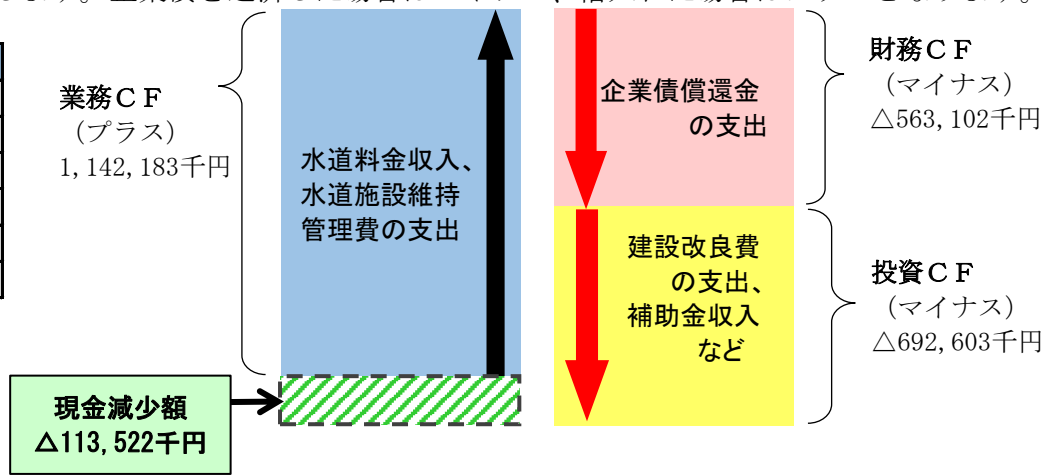 業務ＣＦ
（プラス）
1,142,183千円
水道料金収入、
水道施設維持
管理費の支出
現金減少額
△113,522千円
企業債償還金
の支出
建設改良費
の支出、
補助金収入
など
財務ＣＦ
（マイナス）
△563,102千円
投資ＣＦ
（マイナス）
△692,603千円